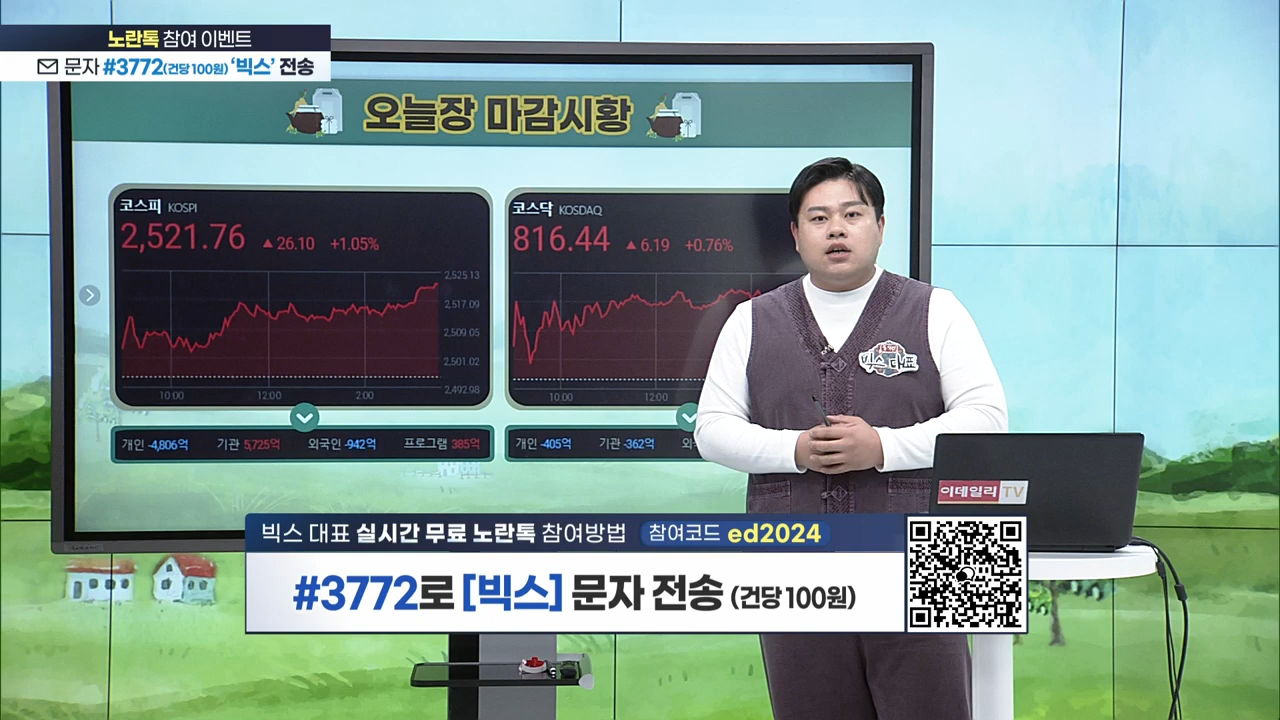 노란톡 참여 이벤트
문자 #3772(건당 100원) '빅스' 전송
오늘장 마감시황
코스피 KOSPI
2,521.76 ▲26.10 +1.05%
2,525.13
2,517.09
2,509.05
2,501.02
2,492.98
10:00 12:00 2:00
개인 -4,806억 기관 5,725억 외국인 -942억 프로그램 385억
코스닥 KOSDAQ
816.44 ▲6.19 +0.76%
10:00 12:00
개인 -405억 기관 -362억
빅스 대표
이데일리 TV
빅스 대표 실시간 무료 노란톡 참여방법 참여코드 ed2024
#3772로 [빅스] 문자 전송 (건당 100원)